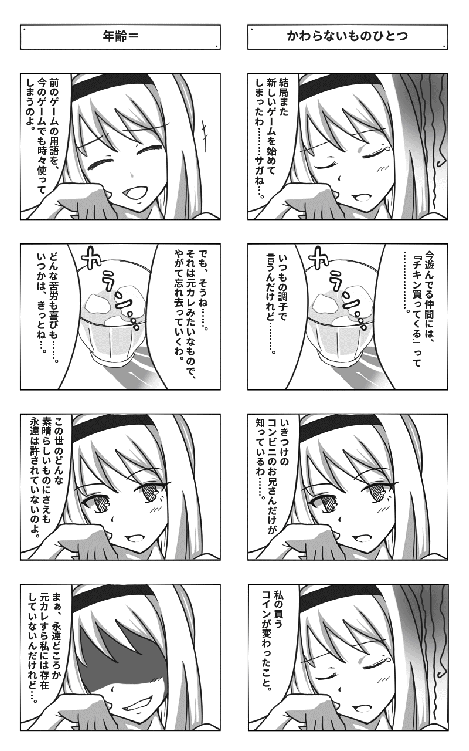 かわらないものひとつ
結局また
新しいゲームを始めて
しまったわ………サガね…。
今遊んでる仲間には、
『チキン買ってくる』って
…………
いつもの調子で
言うんだけれど……。
いきつけの
コンビニのお兄さんだけが
知っているわ…。
私の買う
コインが変わったこと。
年齢＝
前のゲームの用語を、
今のゲームでも時々使って
しまうのよ。
でも、そうね……。
それは元カレみたいなもので、
やがて忘れ去っていくわ。
カラン…。
どんな苦労も喜びも…。
いつかは、きっとね…。
この世のどんな
素晴らしいものにさえも
永遠は許されていないのよ。
まぁ、永遠どころか
元カレすら私には存在
していないんだけれど…。